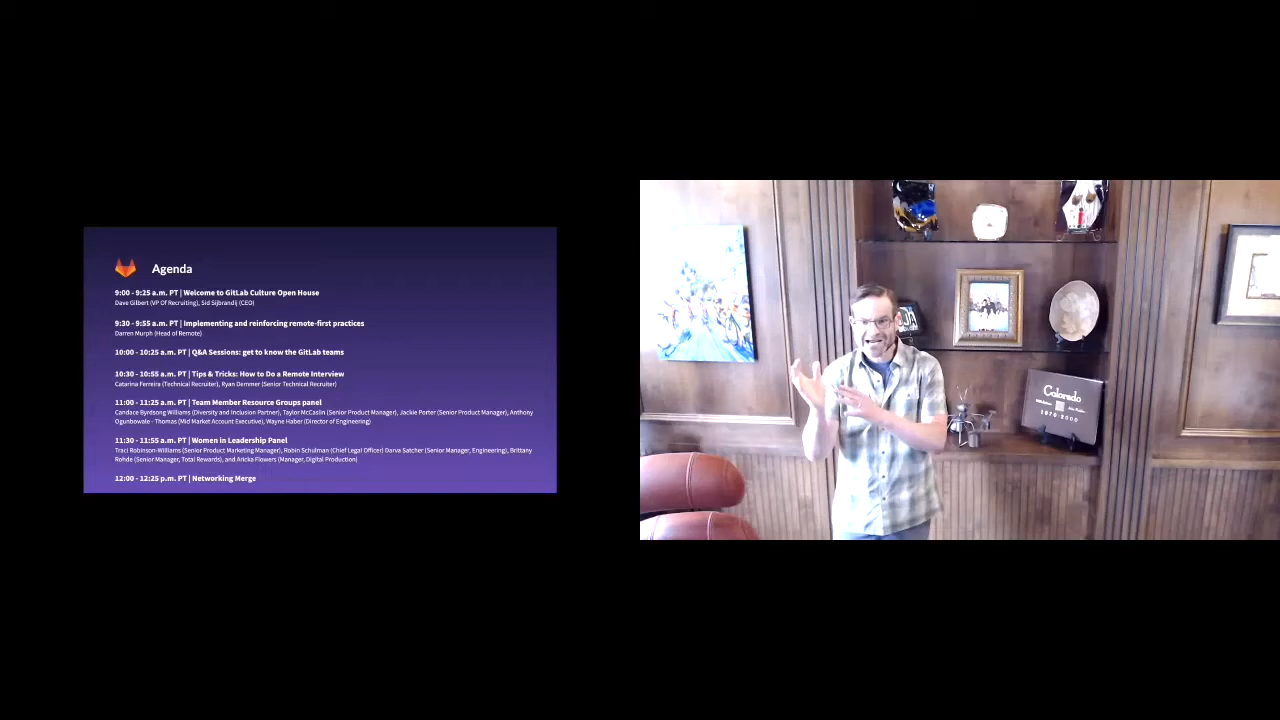 Agenda
9:00 - 9:25 a.m. PT | Welcome to GitLab Culture Open House
Dave Gilbert (VP Of Recruiting), Sid Sijbrandij (CEO)
9:30 - 9:55 a.m. PT | Implementing and reinforcing remote-first practices
Darren Murph (Head of Remote)
10:00 - 10:25 a.m. PT | Q&A Sessions: get to know the GitLab teams
10:30 - 10:55 a.m. PT | Tips & Tricks: How to Do a Remote Interview
Catarina Ferreira (Technical Recruiter), Ryan Demmer (Senior Technical Recruiter)
11:00 - 11:25 a.m. PT | Team Member Resource Groups panel
Candace Byrdsong Williams (Diversity and Inclusion Partner), Taylor McCaslin (Senior Product Manager), Jackie Porter (Senior Product Manager), Anthony
Ogunbowale - Thomas (Mid Market Account Executive), Wayne Haber (Director of Engineering)
11:30 - 11:55 a.m. PT | Women in Leadership Panel
Traci Robinson-Williams (Senior Product Marketing Manager), Robin Schulman (Chief Legal Officer) Darva Satcher (Senior Manager, Engineering), Brittany
Rohde (Senior Manager, Total Rewards), and Aricka Flowers (Manager, Digital Production)
12:00 - 12:25 p.m. PT | Networking Merge
Colorado
1870 2000